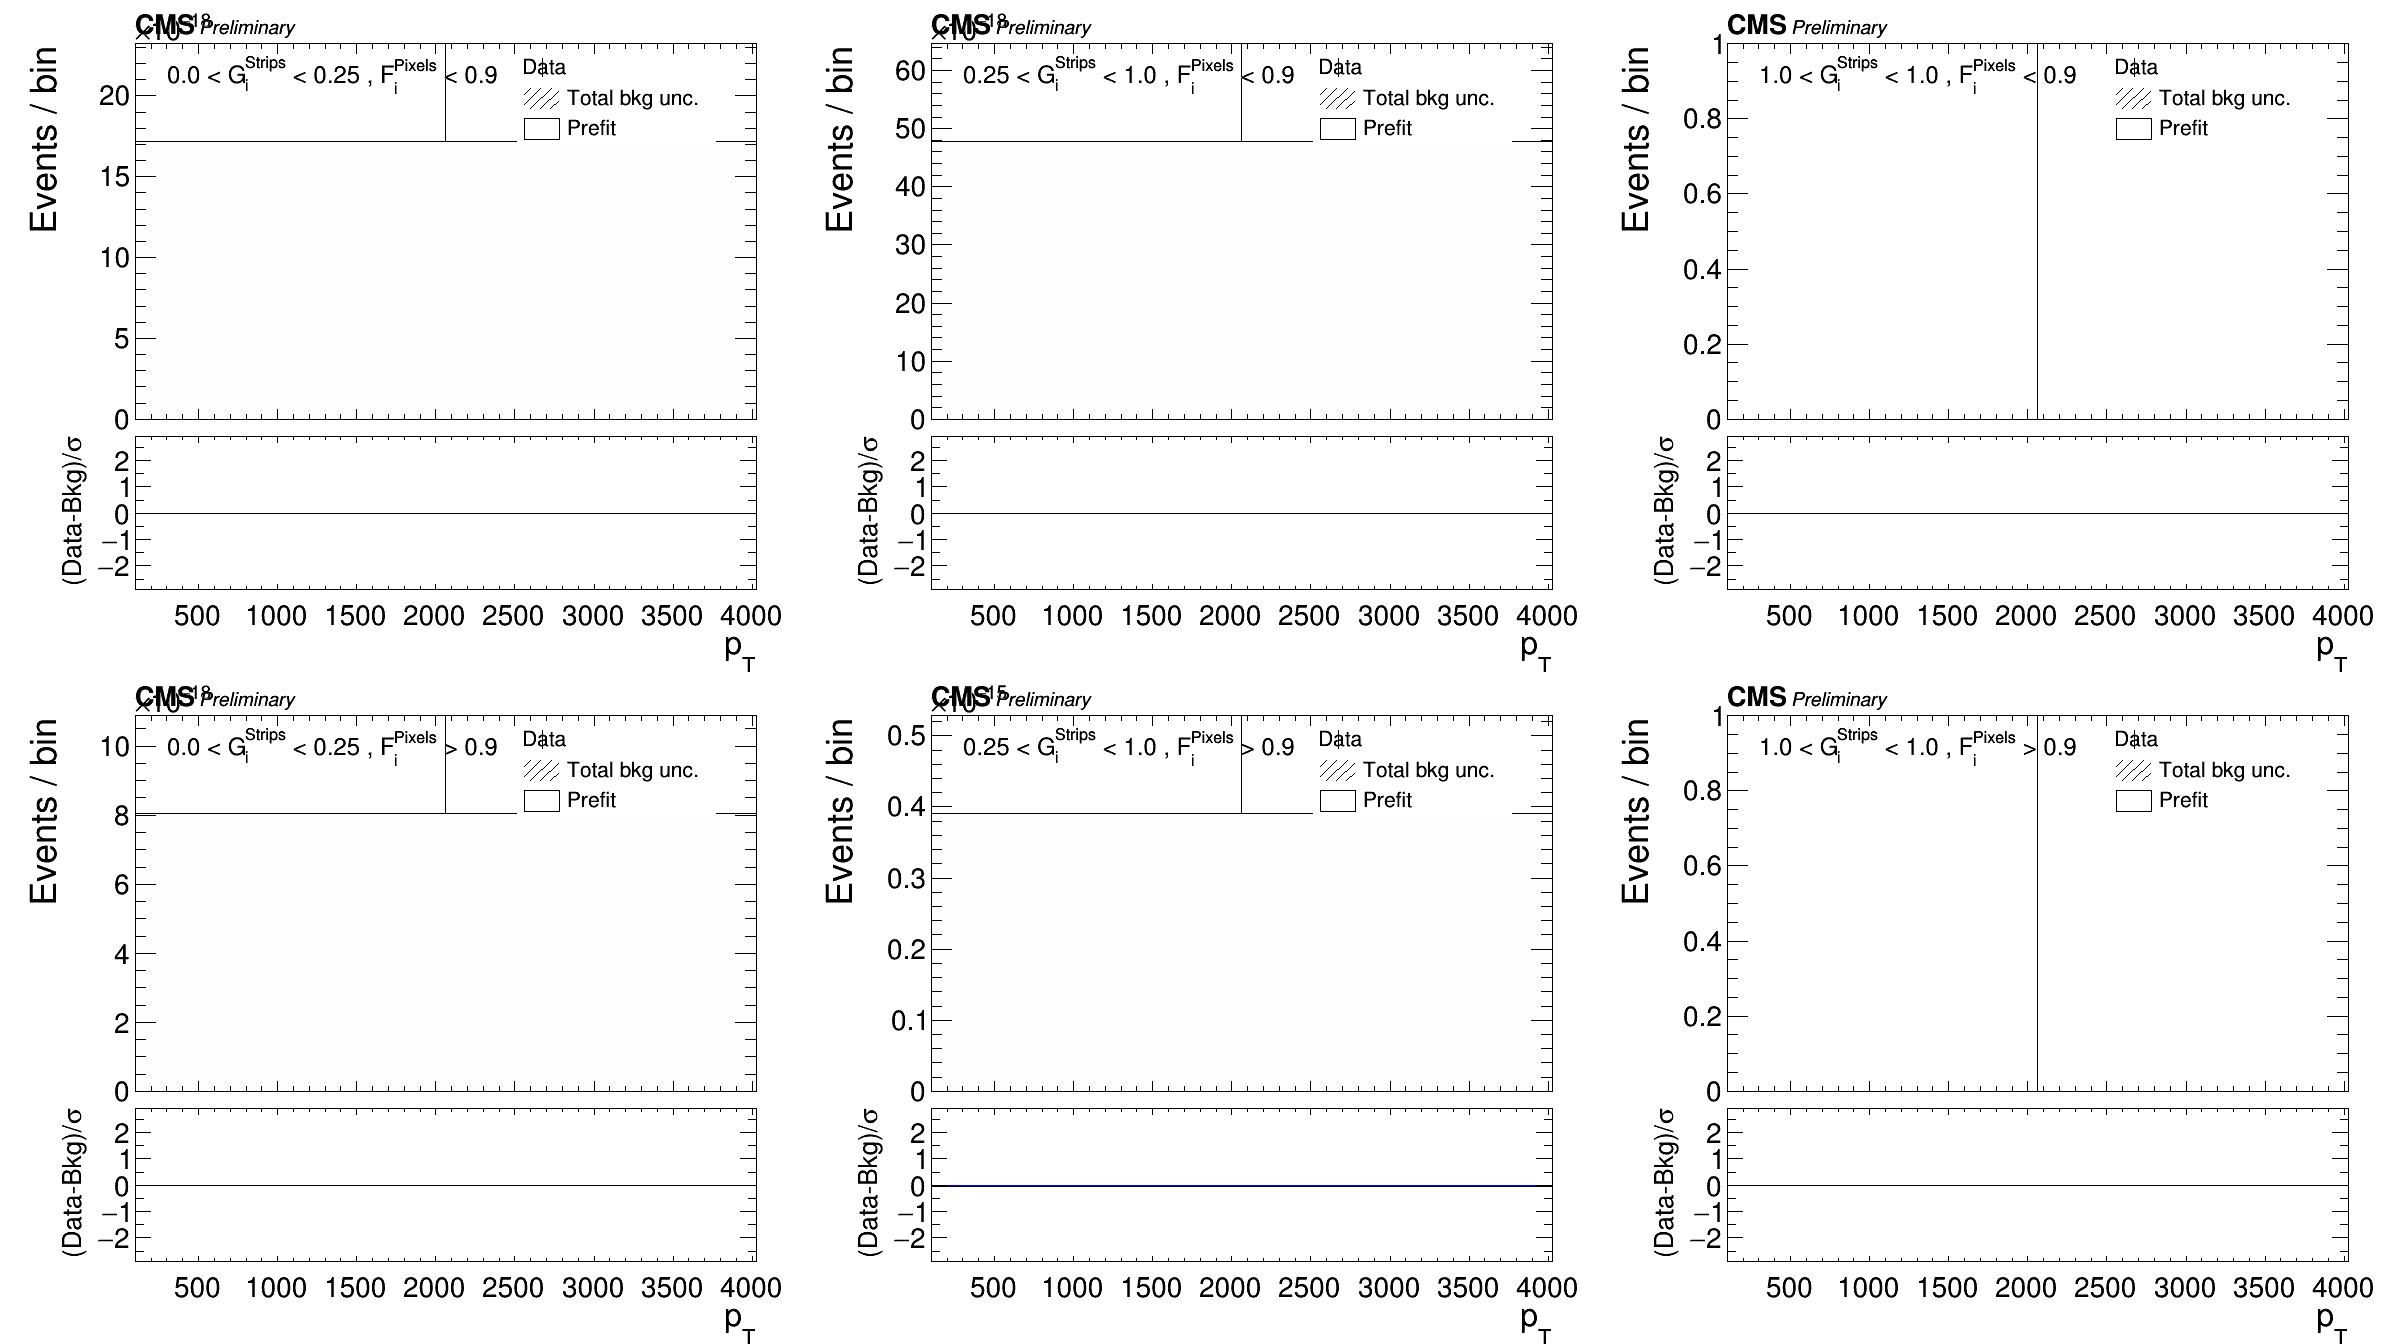 CMS Preliminary
×10^18
Events / bin
0.0 < G_i^Strips < 0.25 , F_i^Pixels < 0.9
Data
Total bkg unc.
Prefit
20
15
10
5
0
(Data-Bkg)/σ
2
1
0
−1
−2
500 1000 1500 2000 2500 3000 3500 4000
p_T
CMS Preliminary
×10^18
Events / bin
0.25 < G_i^Strips < 1.0 , F_i^Pixels < 0.9
Data
Total bkg unc.
Prefit
60
50
40
30
20
10
0
(Data-Bkg)/σ
2
1
0
−1
−2
500 1000 1500 2000 2500 3000 3500 4000
p_T
CMS Preliminary
Events / bin
1.0 < G_i^Strips < 1.0 , F_i^Pixels < 0.9
Data
Total bkg unc.
Prefit
1
0.8
0.6
0.4
0.2
0
(Data-Bkg)/σ
2
1
0
−1
−2
500 1000 1500 2000 2500 3000 3500 4000
p_T
CMS Preliminary
×10^18
Events / bin
0.0 < G_i^Strips < 0.25 , F_i^Pixels > 0.9
Data
Total bkg unc.
Prefit
10
8
6
4
2
0
(Data-Bkg)/σ
2
1
0
−1
−2
500 1000 1500 2000 2500 3000 3500 4000
p_T
CMS Preliminary
×10^15
Events / bin
0.25 < G_i^Strips < 1.0 , F_i^Pixels > 0.9
Data
Total bkg unc.
Prefit
0.5
0.4
0.3
0.2
0.1
0
(Data-Bkg)/σ
2
1
0
−1
−2
500 1000 1500 2000 2500 3000 3500 4000
p_T
CMS Preliminary
Events / bin
1.0 < G_i^Strips < 1.0 , F_i^Pixels > 0.9
Data
Total bkg unc.
Prefit
1
0.8
0.6
0.4
0.2
0
(Data-Bkg)/σ
2
1
0
−1
−2
500 1000 1500 2000 2500 3000 3500 4000
p_T